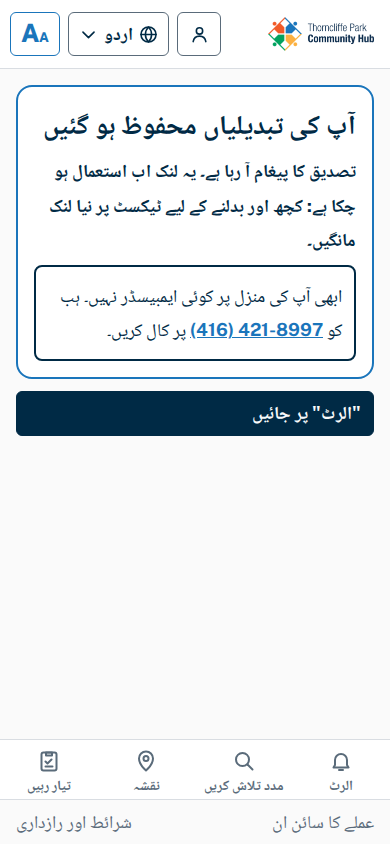 Thorncliffe Park
Community Hub
اردو
AA
آپ کی تبدیلیاں محفوظ ہو گئیں
تصدیق کا پیغام آ رہا ہے۔ یہ لنک اب استعمال ہو
چکا ہے: کچھ اور بدلنے کے لیے ٹیکسٹ پر نیا لنک
مانگیں۔
ابھی آپ کی منزل پر کوئی ایمبیسڈر نہیں۔ ہب
کو (416) 421-8997 پر کال کریں۔
"الرٹ" پر جائیں
الرٹ
مدد تلاش کریں
نقشہ
تیار رہیں
عملے کا سائن ان
شرائط اور رازداری